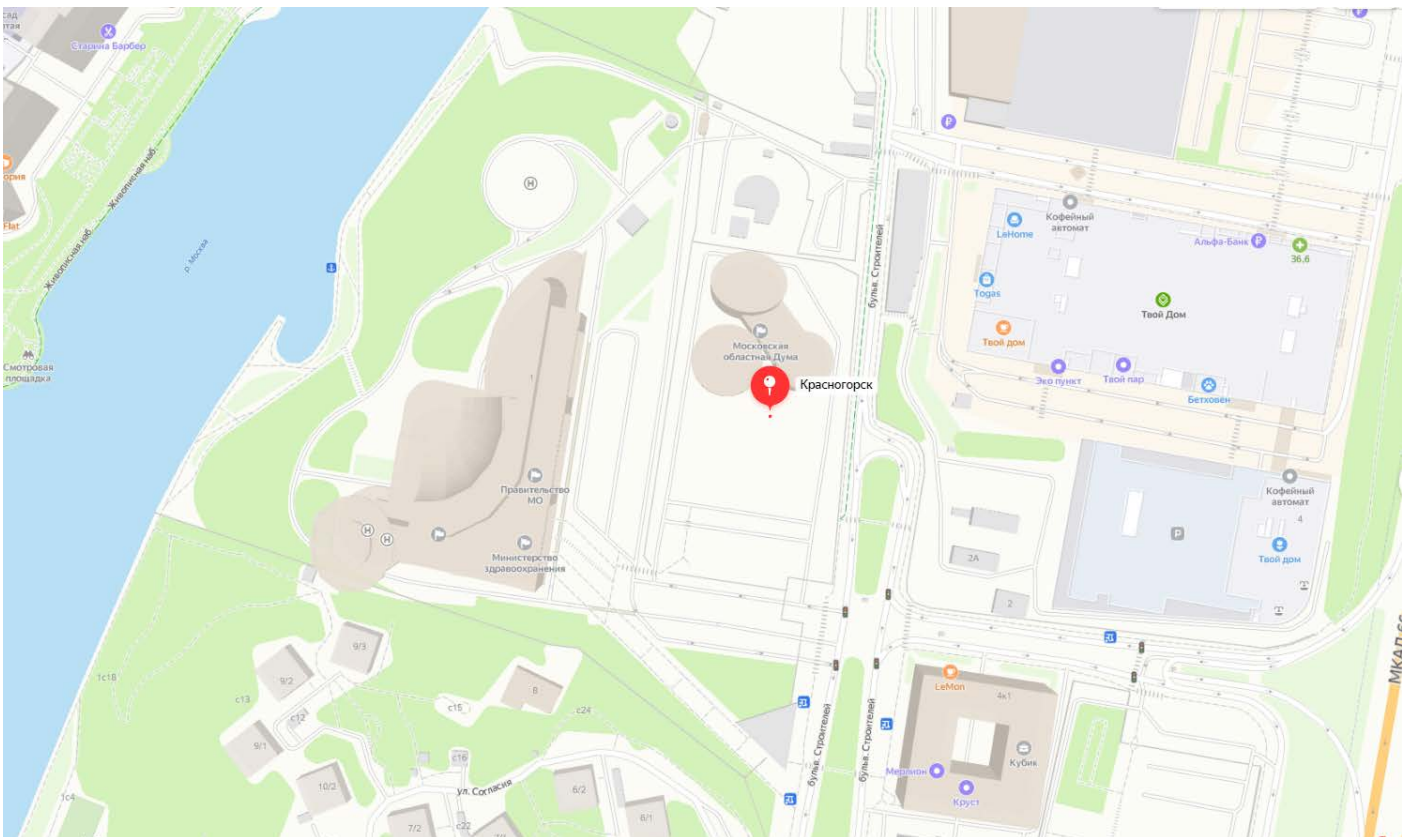 Старина Барбер
Живописная наб.
Живописная наб.
р. Москва
Flat
Смотровая
площадка
H
Кофейный
автомат
LaHome
Альфа-Банк
36,6
Togas
Твой Дом
Твой дом
бульв. Строителей
Московская
областная Дума
Эко пункт
Твой пар
Бетховен
1
Красногорск
Правительство
МО
H
H
Министерство
здравоохранения
Кофейный
автомат
4
P
Твой дом
2А
2
9/3
9/2
1с18
с13
с12
с15
8
с24
9/1
с16
10/2
ул. Согласия
6/2
6/1
7/2
с22
1с4
LeMon
4к1
Кубик
Мерлион
Круст
бульв. Строителей
бульв. Строителей